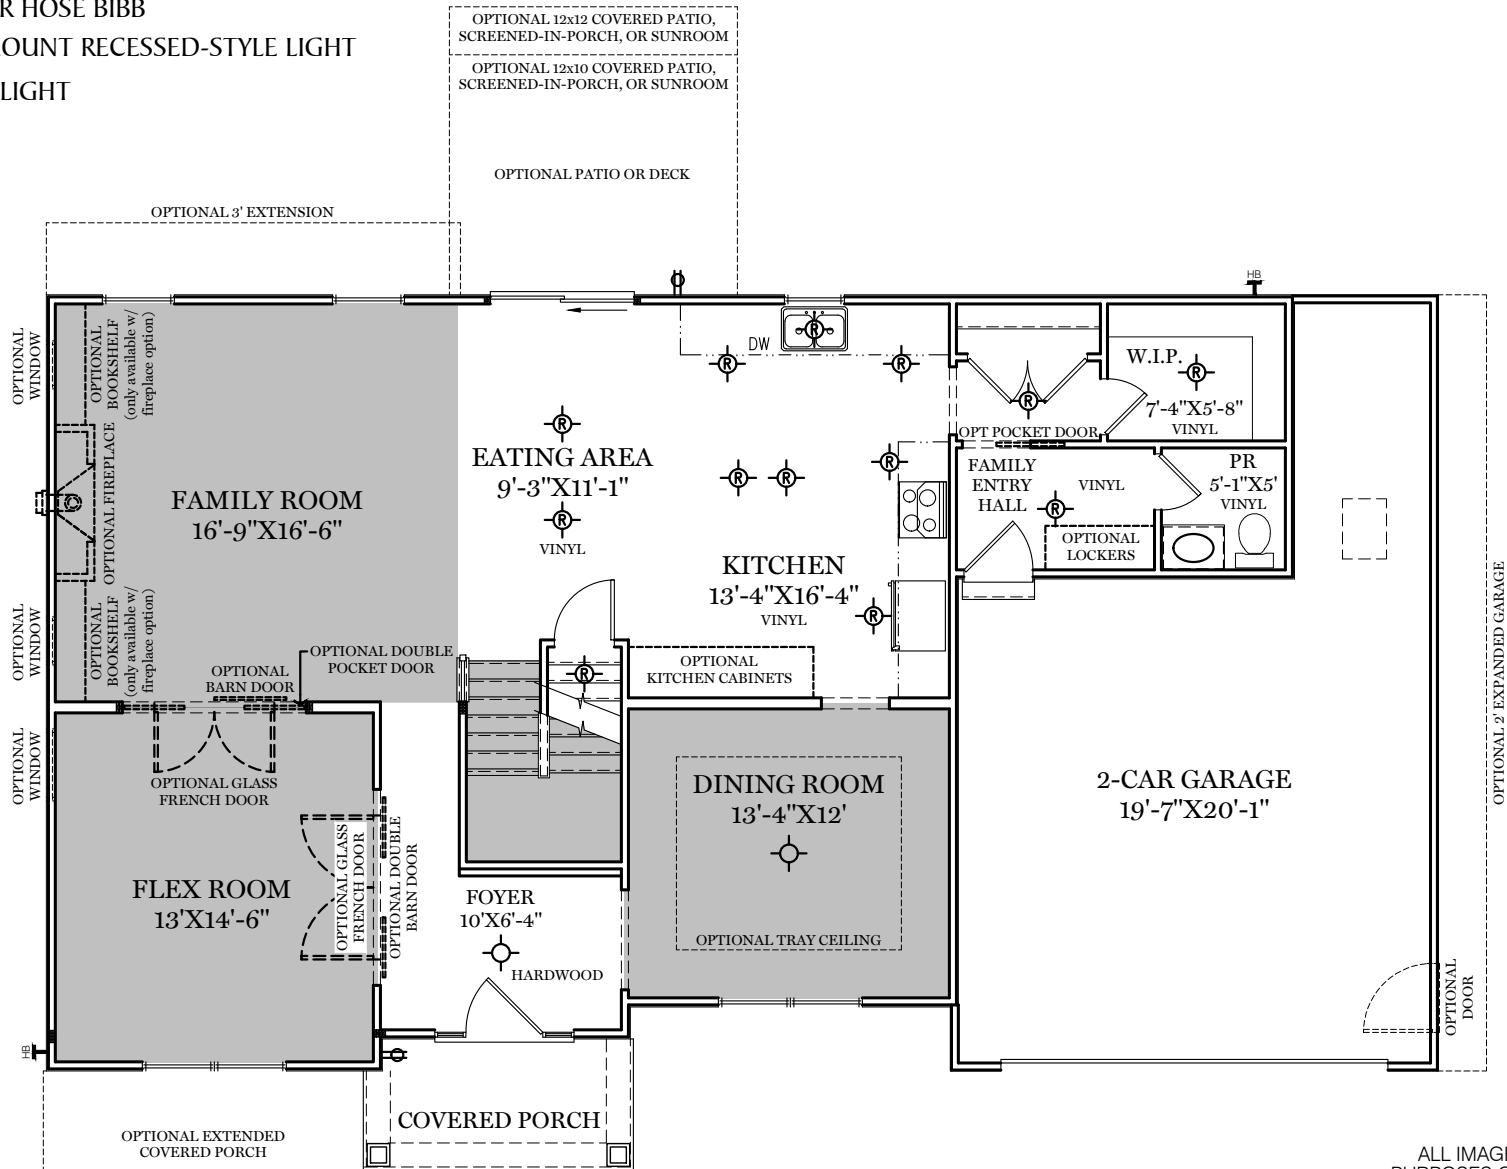 R HOSE BIBB
OUNT RECESSED-STYLE LIGHT
LIGHT
OPTIONAL 12x12 COVERED PATIO,
SCREENED-IN-PORCH, OR SUNROOM
OPTIONAL 12x10 COVERED PATIO,
SCREENED-IN-PORCH, OR SUNROOM
OPTIONAL PATIO OR DECK
OPTIONAL 3' EXTENSION
HB
OPTIONAL
WINDOW
OPTIONAL
BOOKSHELF
(only available w/
fireplace option)
DW
R
R
R
R
R
R
R
R
R
R
R
R
R
W.I.P.
7'-4"X5'-8"
VINYL
OPT POCKET DOOR
EATING AREA
9'-3"X11'-1"
VINYL
FAMILY ROOM
16'-9"X16'-6"
OPTIONAL FIREPLACE
FAMILY
ENTRY
HALL
VINYL
PR
5'-1"X5'
VINYL
OPTIONAL
LOCKERS
KITCHEN
13'-4"X16'-4"
VINYL
OPTIONAL
WINDOW
OPTIONAL
BOOKSHELF
(only available w/
fireplace option)
OPTIONAL DOUBLE
POCKET DOOR
OPTIONAL
BARN DOOR
OPTIONAL
KITCHEN CABINETS
OPTIONAL 2' EXPANDED GARAGE
OPTIONAL
WINDOW
OPTIONAL GLASS
FRENCH DOOR
DINING ROOM
13'-4"X12'
2-CAR GARAGE
19'-7"X20'-1"
FLEX ROOM
13'X14'-6"
OPTIONAL GLASS
FRENCH DOOR
OPTIONAL DOUBLE
BARN DOOR
FOYER
10'X6'-4"
HARDWOOD
OPTIONAL TRAY CEILING
OPTIONAL
DOOR
HB
COVERED PORCH
OPTIONAL EXTENDED
COVERED PORCH
ALL IMAG